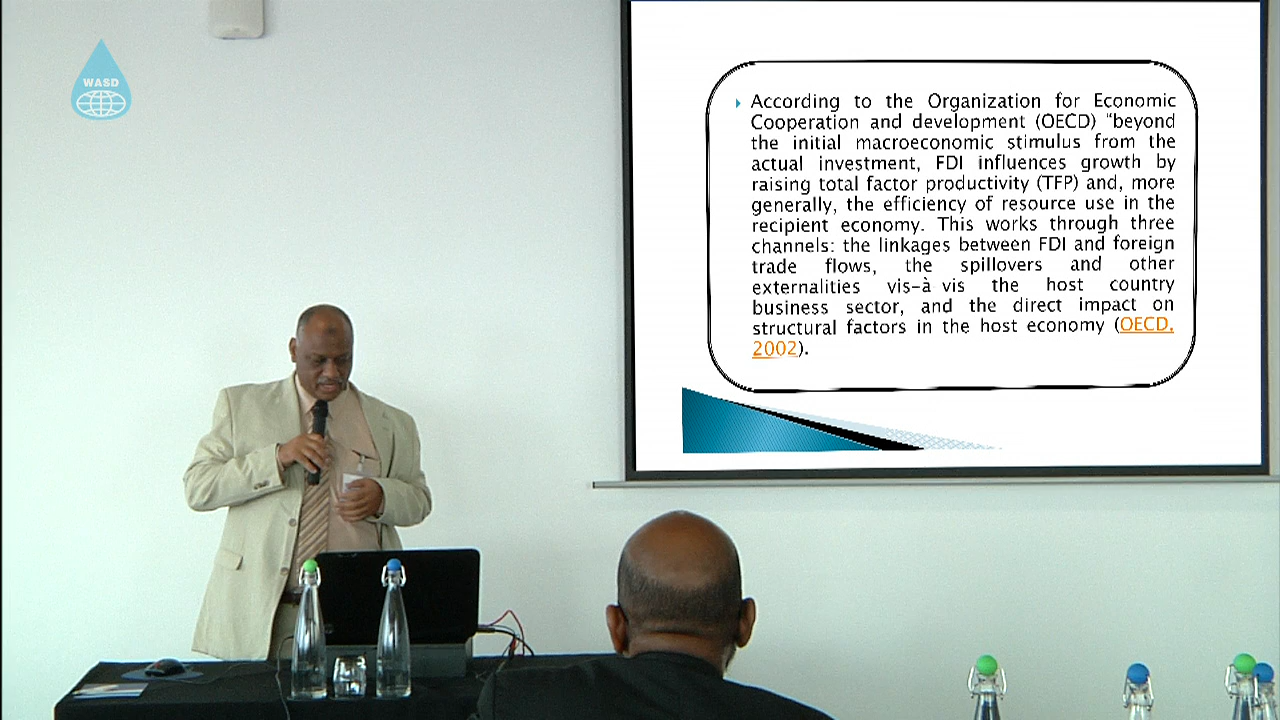 WASD
According to the Organization for Economic
Cooperation and development (OECD) "beyond
the initial macroeconomic stimulus from the
actual investment, FDI influences growth by
raising total factor productivity (TFP) and, more
generally, the efficiency of resource use in the
recipient economy. This works through three
channels: the linkages between FDI and foreign
trade flows, the spillovers and other
externalities vis-à vis the host country
business sector, and the direct impact on
structural factors in the host economy (OECD,
2002).